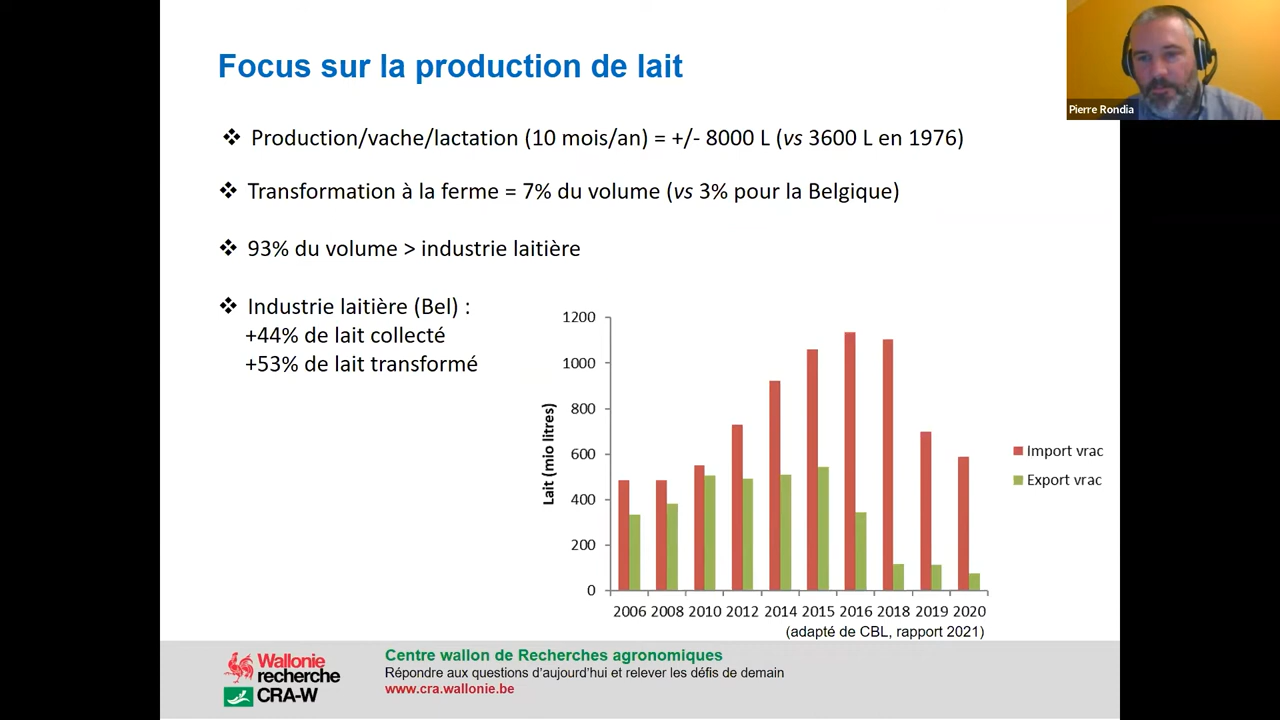 Focus sur la production de lait
Pierre Rondia
❖ Production/vache/lactation (10 mois/an) = +/- 8000 L (vs 3600 L en 1976)
❖ Transformation à la ferme = 7% du volume (vs 3% pour la Belgique)
❖ 93% du volume > industrie laitière
❖ Industrie laitière (Bel) :
+44% de lait collecté
+53% de lait transformé
Lait (mio litres)
1200
1000
800
600
400
200
0
2006 2008 2010 2012 2014 2015 2016 2018 2019 2020
Import vrac
Export vrac
(adapté de CBL, rapport 2021)
Wallonie
recherche
CRA-W
Centre wallon de Recherches agronomiques
Répondre aux questions d'aujourd'hui et relever les défis de demain
www.cra.wallonie.be